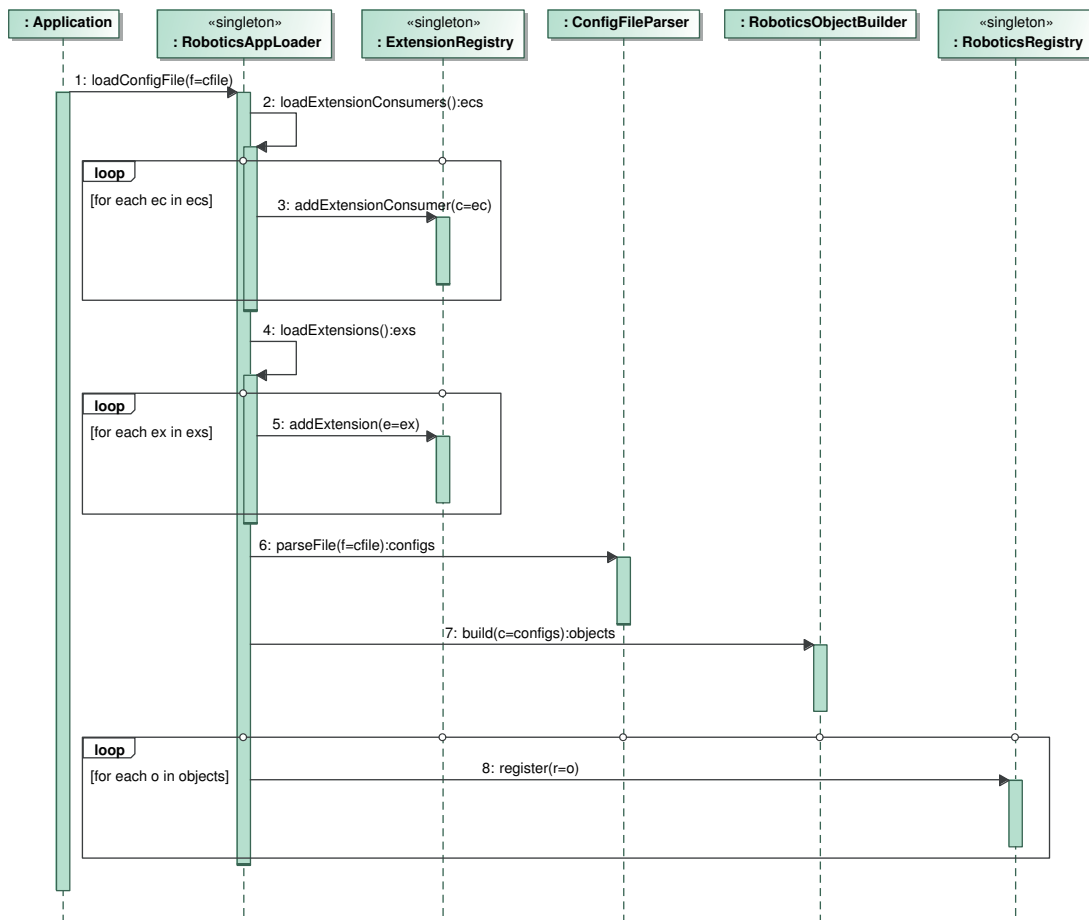 : Application
«singleton»
: RoboticsAppLoader
«singleton»
: ExtensionRegistry
: ConfigFileParser
: RoboticsObjectBuilder
«singleton»
: RoboticsRegistry
1: loadConfigFile(f=cfile)
2: loadExtensionConsumers():ecs
loop
[for each ec in ecs]
3: addExtensionConsumer(c=ec)
4: loadExtensions():exs
loop
[for each ex in exs]
5: addExtension(e=ex)
6: parseFile(f=cfile):configs
7: build(c=configs):objects
loop
[for each o in objects]
8: register(r=o)